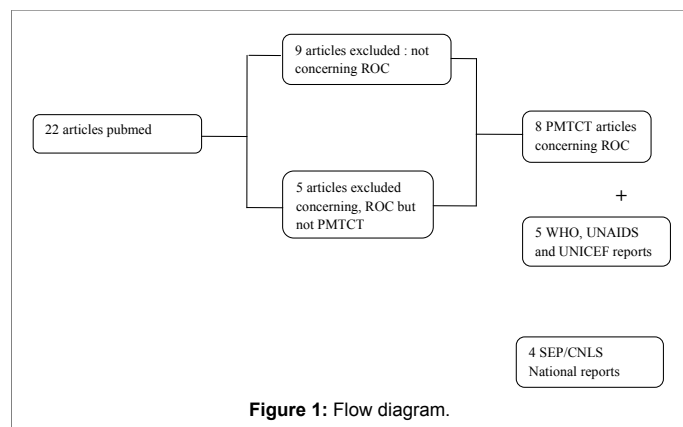 9 articles excluded : not
concerning ROC
22 articles pubmed
8 PMTCT articles
concerning ROC
5 articles excluded
concerning, ROC but
not PMTCT
+
5 WHO, UNAIDS
and UNICEF reports
4 SEP/CNLS
National reports
Figure 1: Flow diagram.